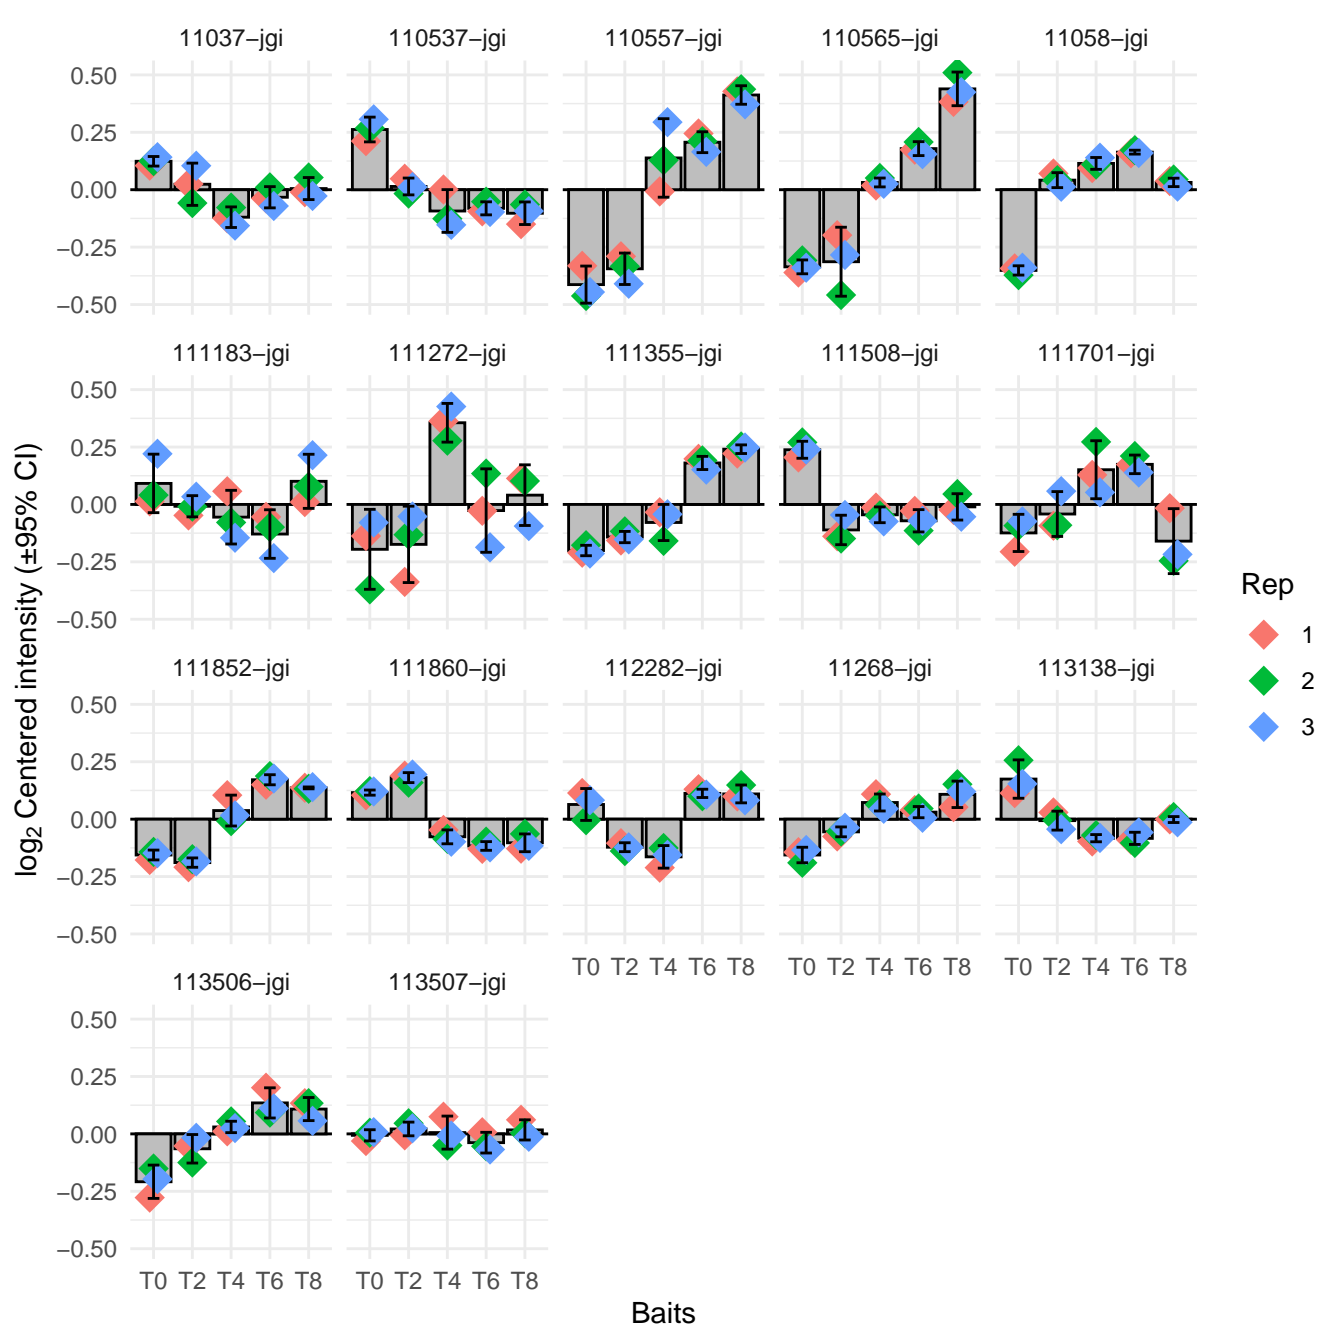 11037−jgi 110537−jgi 110557−jgi 110565−jgi 11058−jgi
0.50
0.25
0.00
−0.25
−0.50
111183−jgi 111272−jgi 111355−jgi 111508−jgi 111701−jgi
0.50
0.25
0.00
−0.25
−0.50
111852−jgi 111860−jgi 112282−jgi 11268−jgi 113138−jgi
0.50
0.25
0.00
−0.25
−0.50
T0 T2 T4 T6 T8 T0 T2 T4 T6 T8 T0 T2 T4 T6 T8
113506−jgi 113507−jgi
0.50
0.25
0.00
−0.25
−0.50
T0 T2 T4 T6 T8 T0 T2 T4 T6 T8
Baits
log2 Centered intensity (±95% CI)
Rep
1
2
3